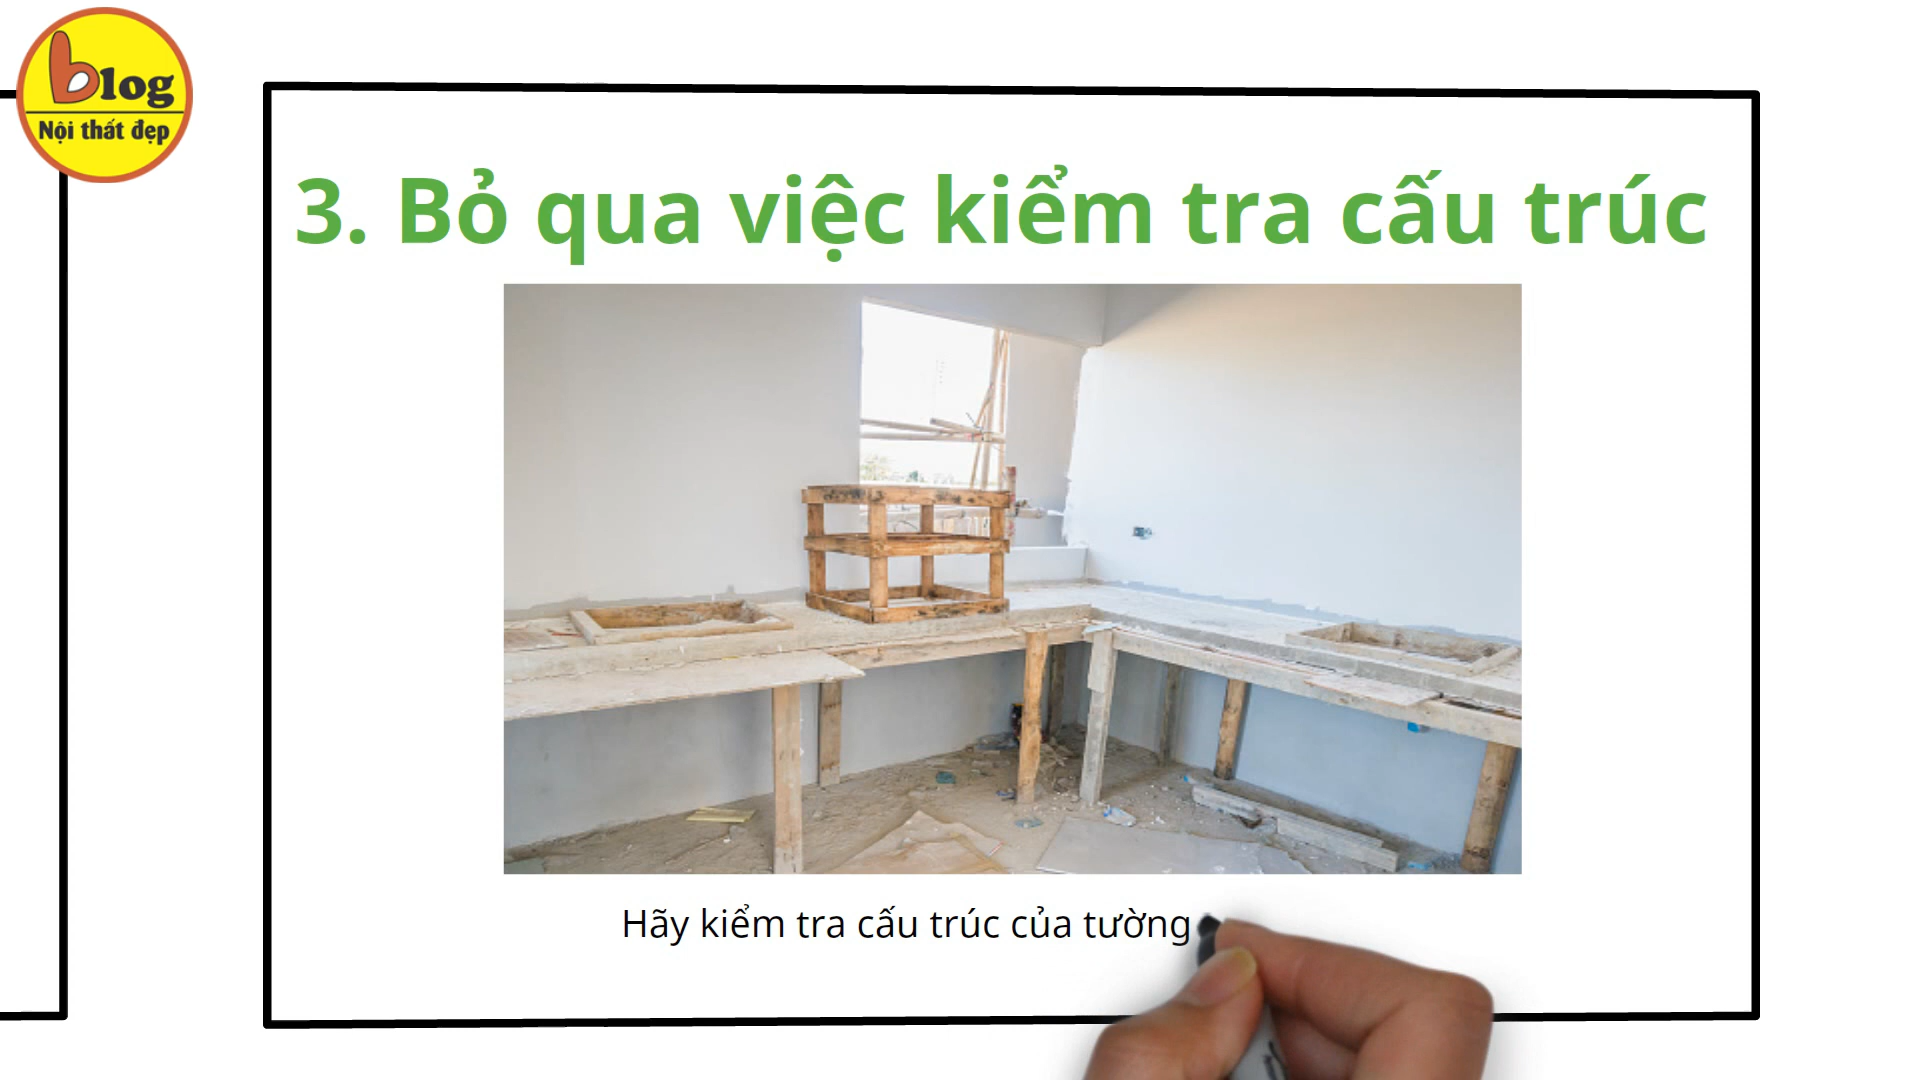 blog
Nội thất đẹp
3. Bỏ qua việc kiểm tra cấu trúc
Hãy kiểm tra cấu trúc của tường